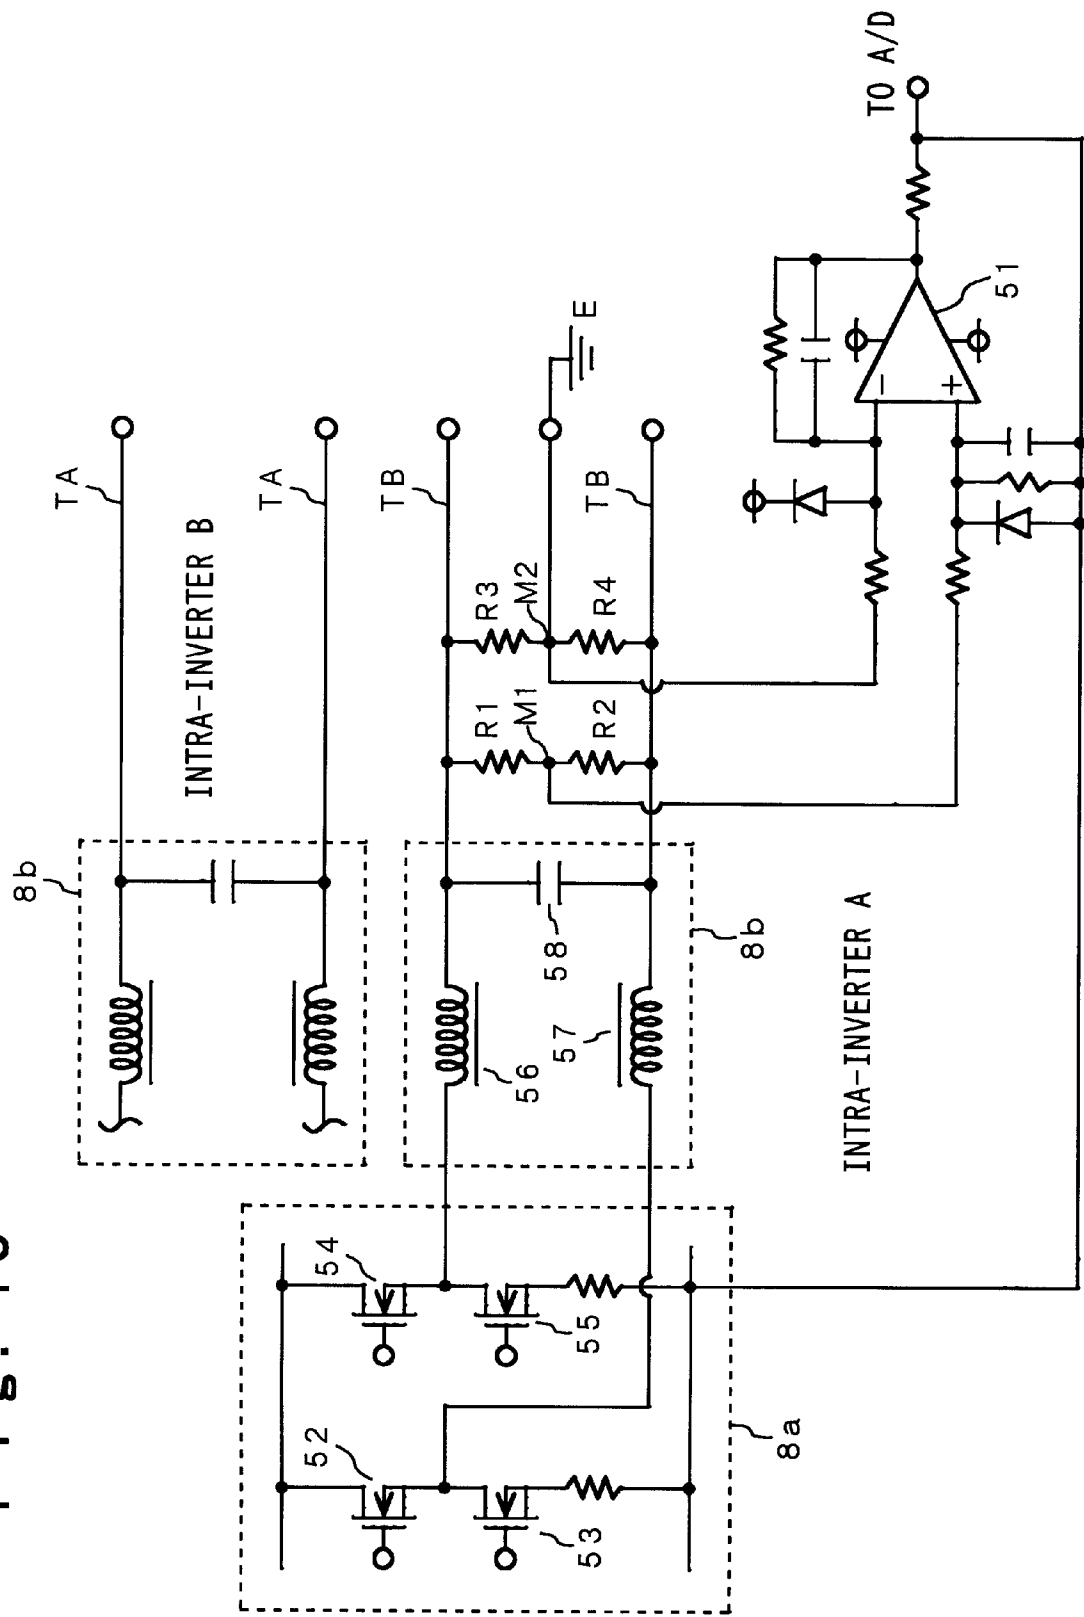 TA
TA
TB
TB
INTRA-INVERTER B
8b
E
TO A/D
51
−
+
R3
M2
R4
R1
M1
R2
58
8b
56
57
INTRA-INVERTER A
54
55
52
53
8a